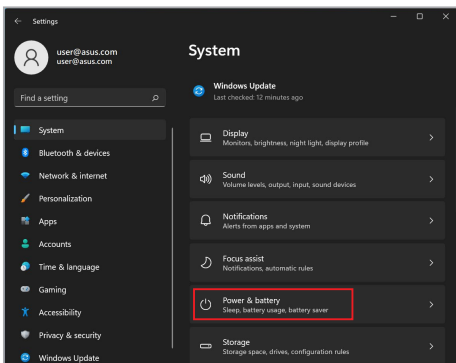 Settings
user@asus.com
user@asus.com
Find a setting
System
Bluetooth & devices
Network & internet
Personalization
Apps
Accounts
Time & language
Gaming
Accessibility
Privacy & security
Windows Update
System
Windows Update
Last checked: 12 minutes ago
Display
Monitors, brightness, night light, display profile
Sound
Volume levels, output, input, sound devices
Notifications
Alerts from apps and system
Focus assist
Notifications, automatic rules
Power & battery
Sleep, battery usage, battery saver
Storage
Storage space, drives, configuration rules